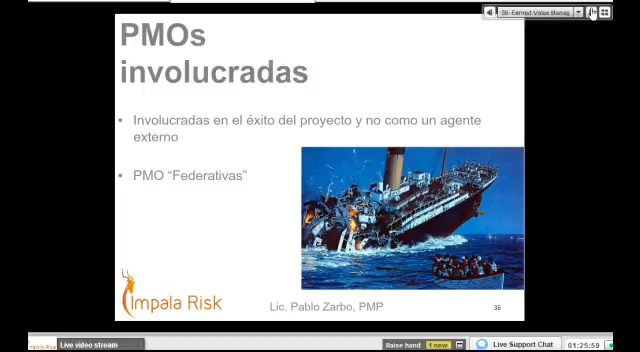 36. Earned Value Manag
PMOs
involucradas
• Involucradas en el éxito del proyecto y no como un agente
externo
• PMO “Federativas”
Impala Risk
Lic. Pablo Zarbo, PMP
36
Impala Risk
Live video stream
Raise hand
1 new
Live Support Chat
01:25:59